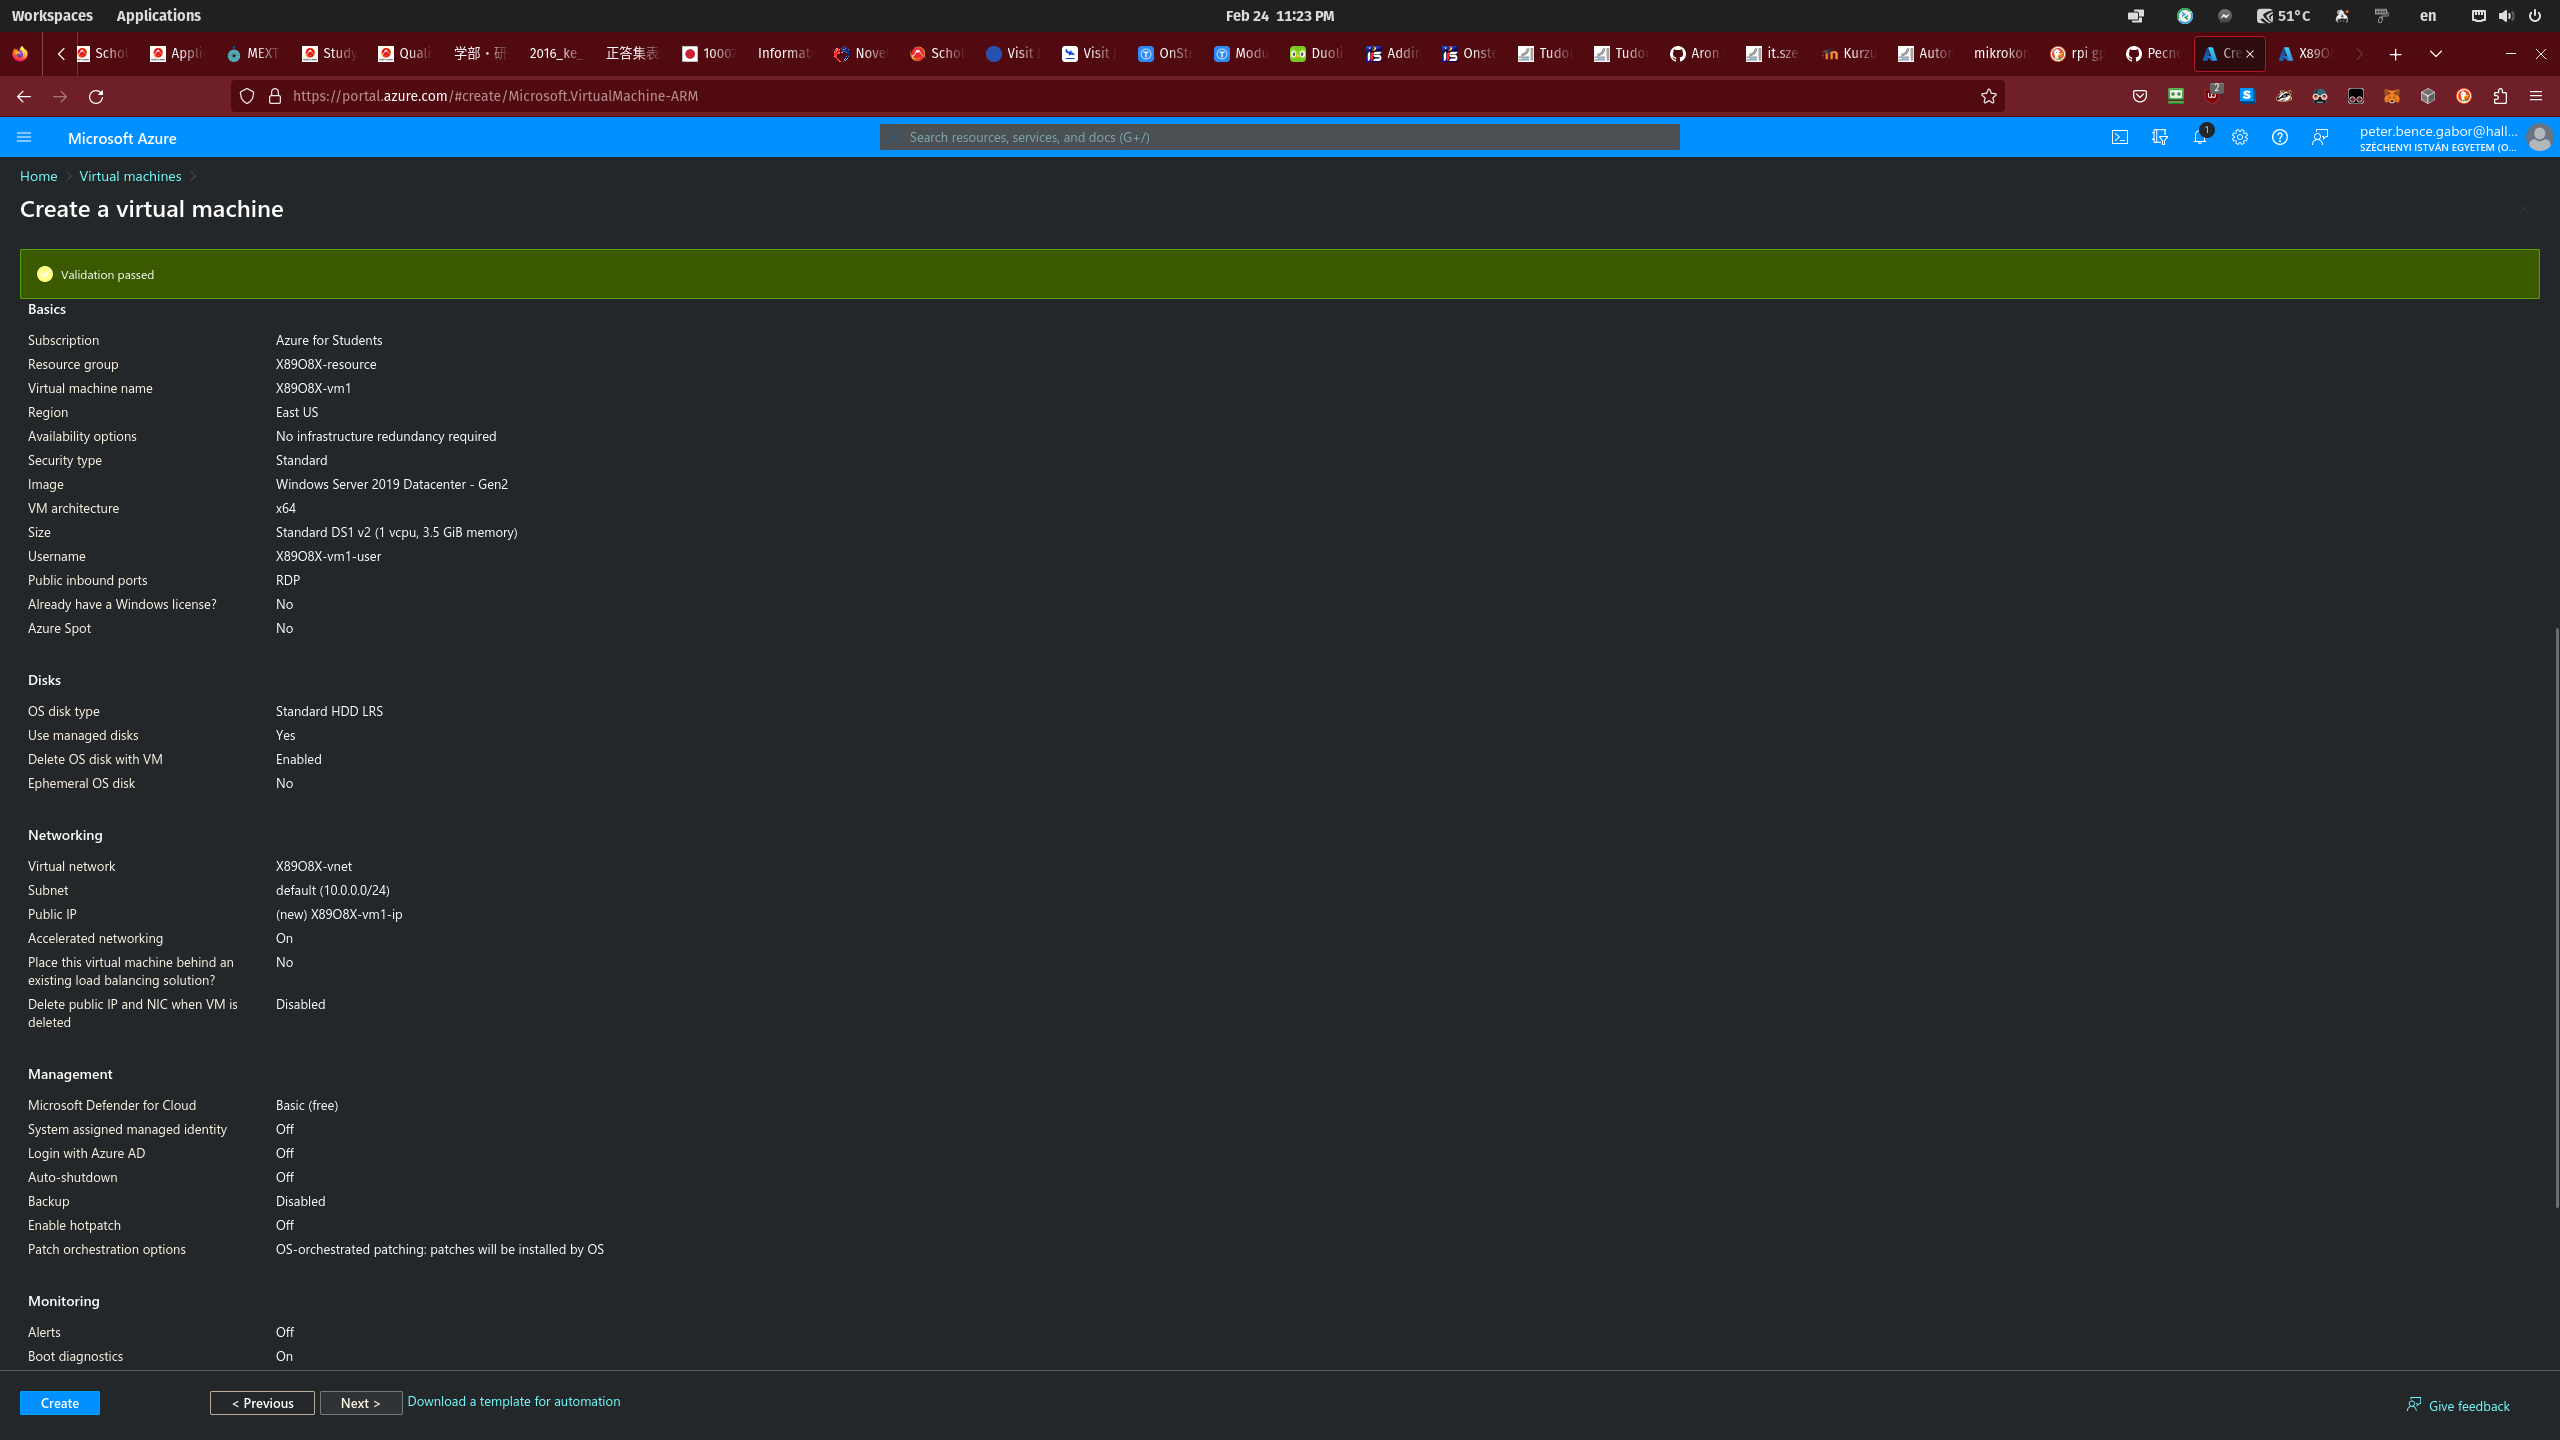 Workspaces Applications Feb 24 11:23 PM 51°C en
Schol Appli MEXT Study Quali 学部・研 2016_ke_ 正答集表 10007 Informati Novel Schol Visit J Visit J OnSte Modu Duoli Addin Onste Tudo Tudo Aron it.sze Kurzu Autor mikrokor rpi gp Pecne Cre X89O
https://portal.azure.com/#create/Microsoft.VirtualMachine-ARM 2
Microsoft Azure Search resources, services, and docs (G+/) 1 peter.bence.gabor@hall...
SZÉCHENYI ISTVÁN EGYETEM (O...
Home Virtual machines
Create a virtual machine
Validation passed
Basics
Subscription Azure for Students
Resource group X89O8X-resource
Virtual machine name X89O8X-vm1
Region East US
Availability options No infrastructure redundancy required
Security type Standard
Image Windows Server 2019 Datacenter - Gen2
VM architecture x64
Size Standard DS1 v2 (1 vcpu, 3.5 GiB memory)
Username X89O8X-vm1-user
Public inbound ports RDP
Already have a Windows license? No
Azure Spot No
Disks
OS disk type Standard HDD LRS
Use managed disks Yes
Delete OS disk with VM Enabled
Ephemeral OS disk No
Networking
Virtual network X89O8X-vnet
Subnet default (10.0.0.0/24)
Public IP (new) X89O8X-vm1-ip
Accelerated networking On
Place this virtual machine behind an No
existing load balancing solution?
Delete public IP and NIC when VM is Disabled
deleted
Management
Microsoft Defender for Cloud Basic (free)
System assigned managed identity Off
Login with Azure AD Off
Auto-shutdown Off
Backup Disabled
Enable hotpatch Off
Patch orchestration options OS-orchestrated patching: patches will be installed by OS
Monitoring
Alerts Off
Boot diagnostics On
Create < Previous Next > Download a template for automation Give feedback